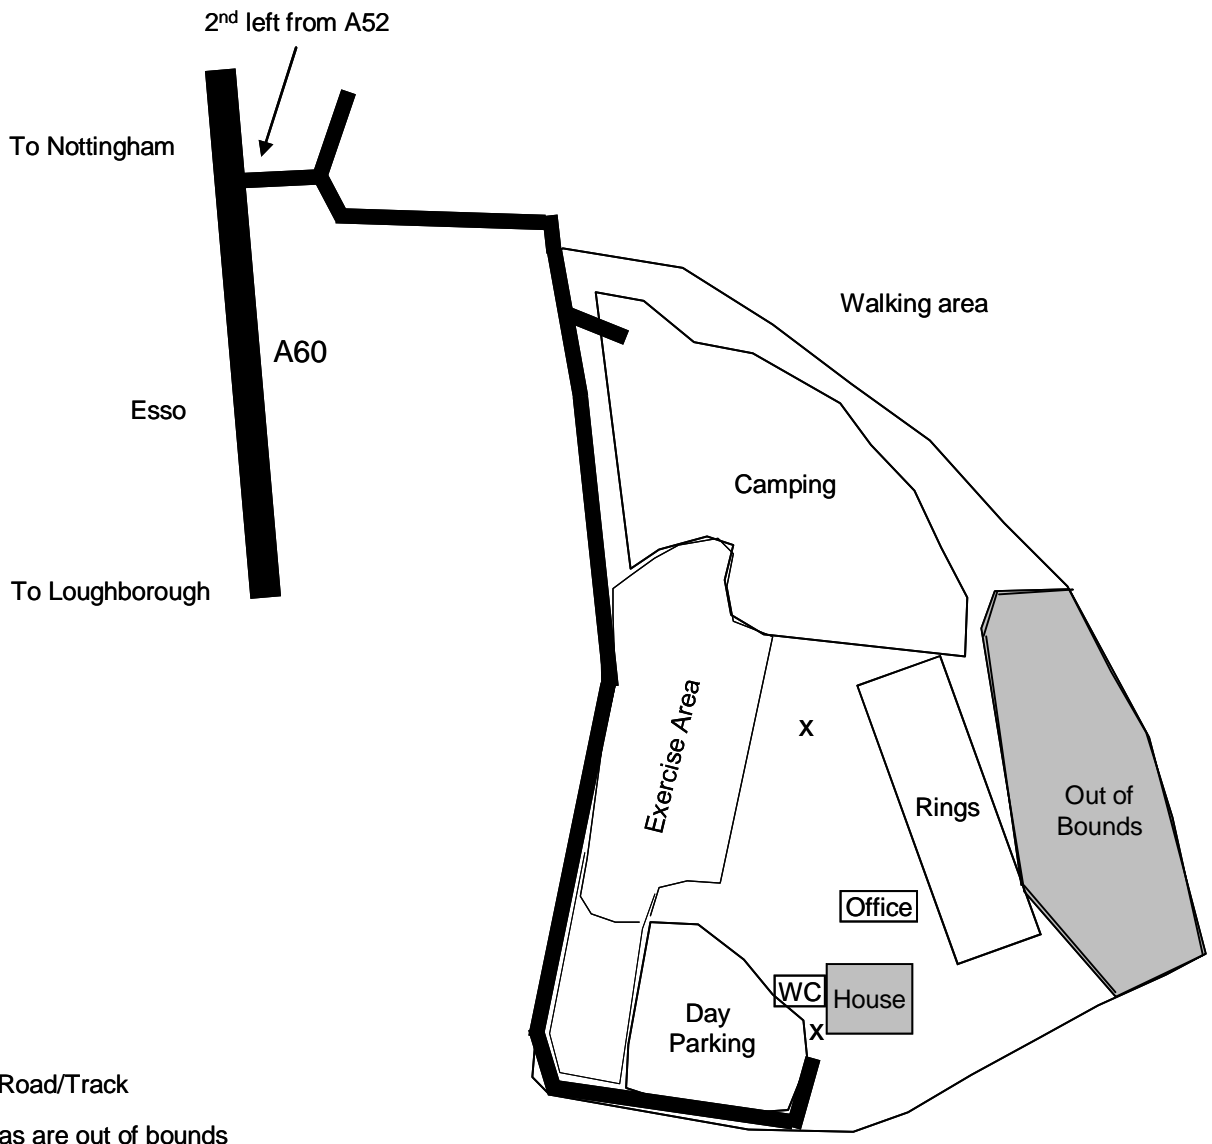 2nd left from A52
To Nottingham
Walking area
A60
Esso
Camping
To Loughborough
Exercise Area
x
Rings
Out of
Bounds
Office
WC
House
Day
Parking
x
Road/Track
as are out of bounds